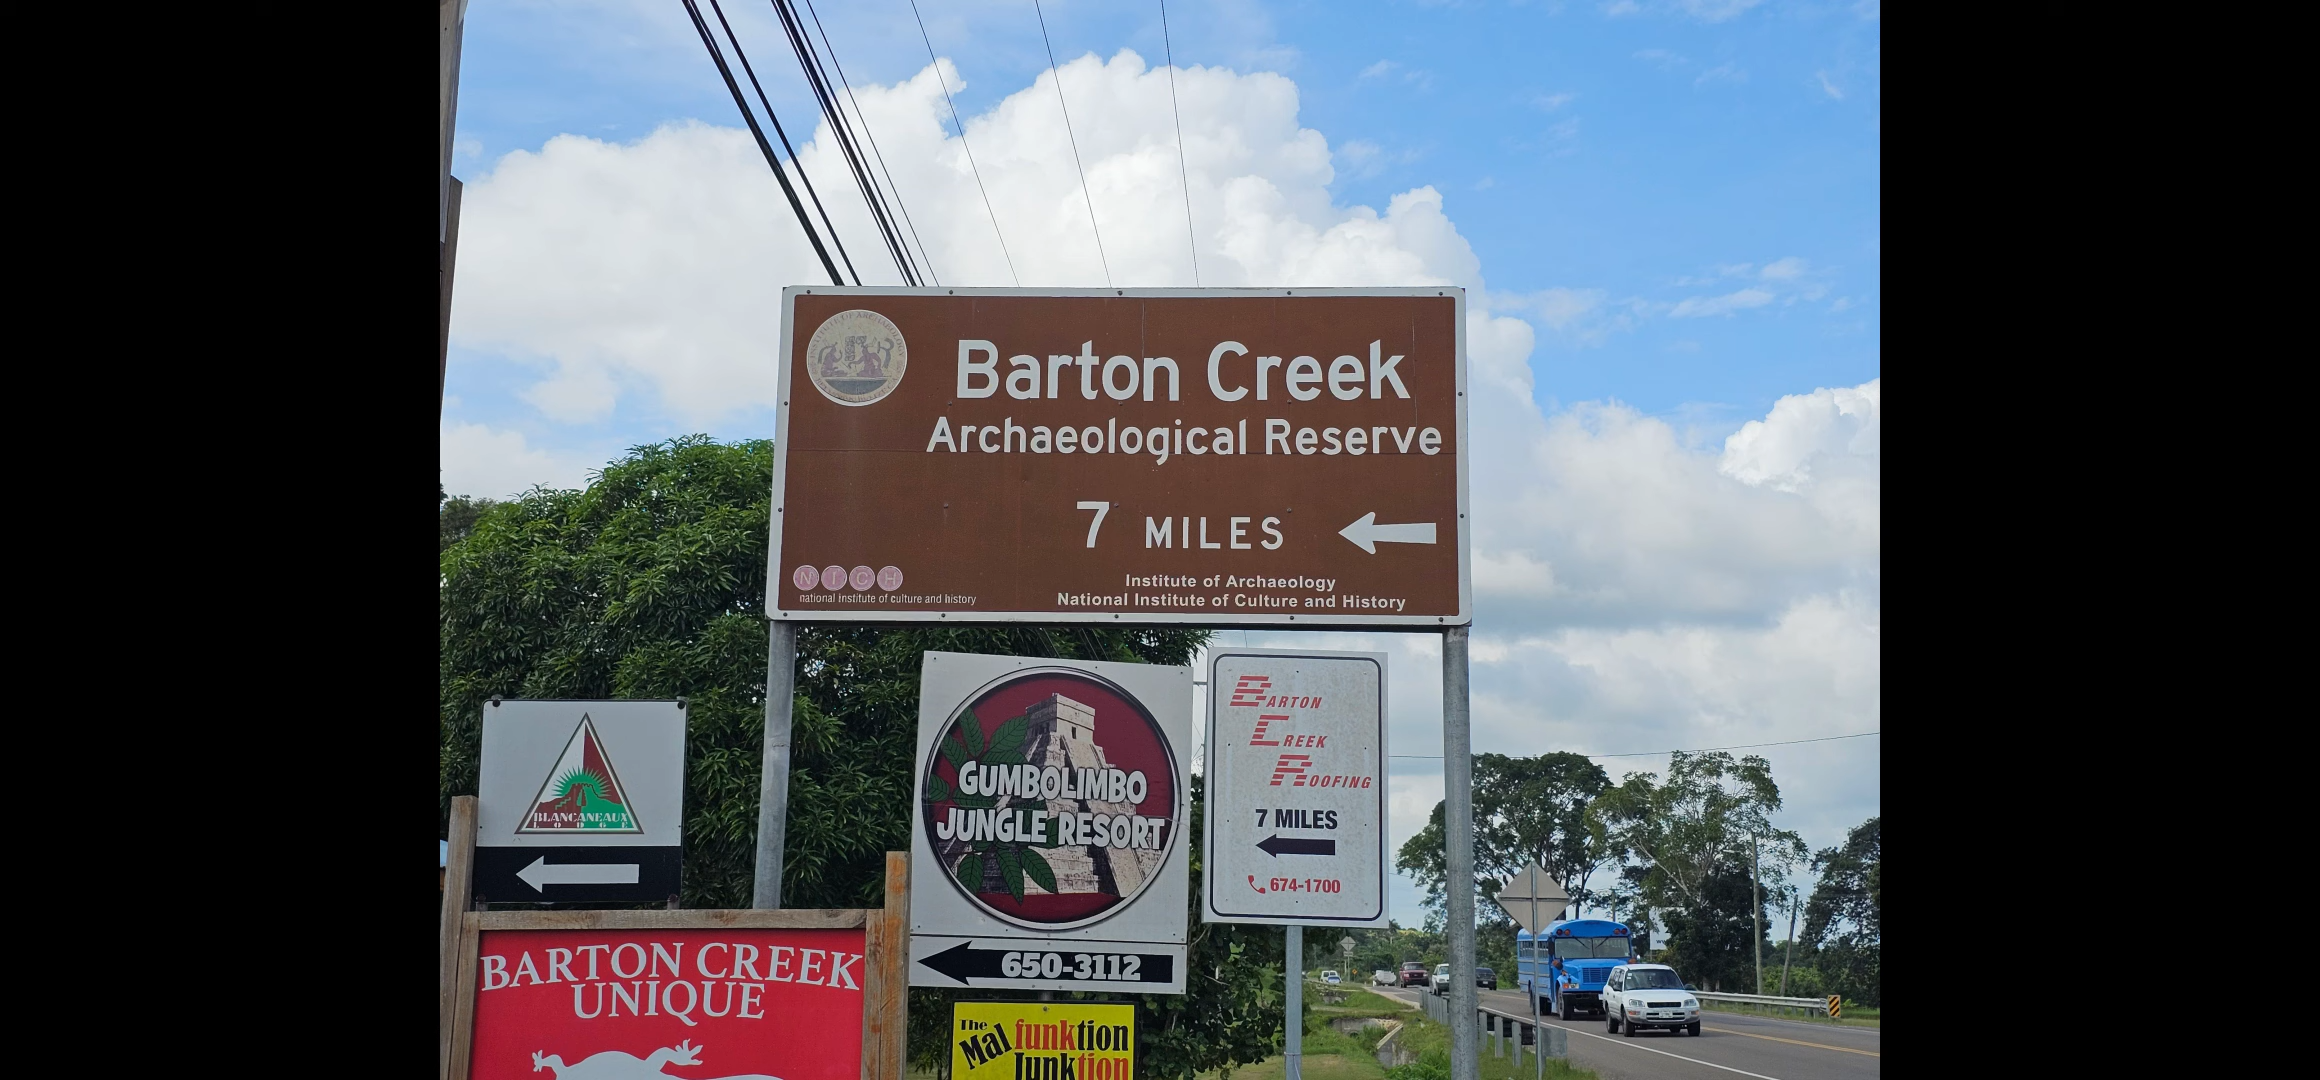 Barton Creek
Archaeological Reserve
7 MILES
NICH
national institute of culture and history
Institute of Archaeology
National Institute of Culture and History
BLANCANEAUX
LODGE
GUMBOLIMBO
JUNGLE RESORT
650-3112
BARTON
CREEK
ROOFING
7 MILES
674-1700
BARTON CREEK
UNIQUE
The
Malfunktion
Junktion